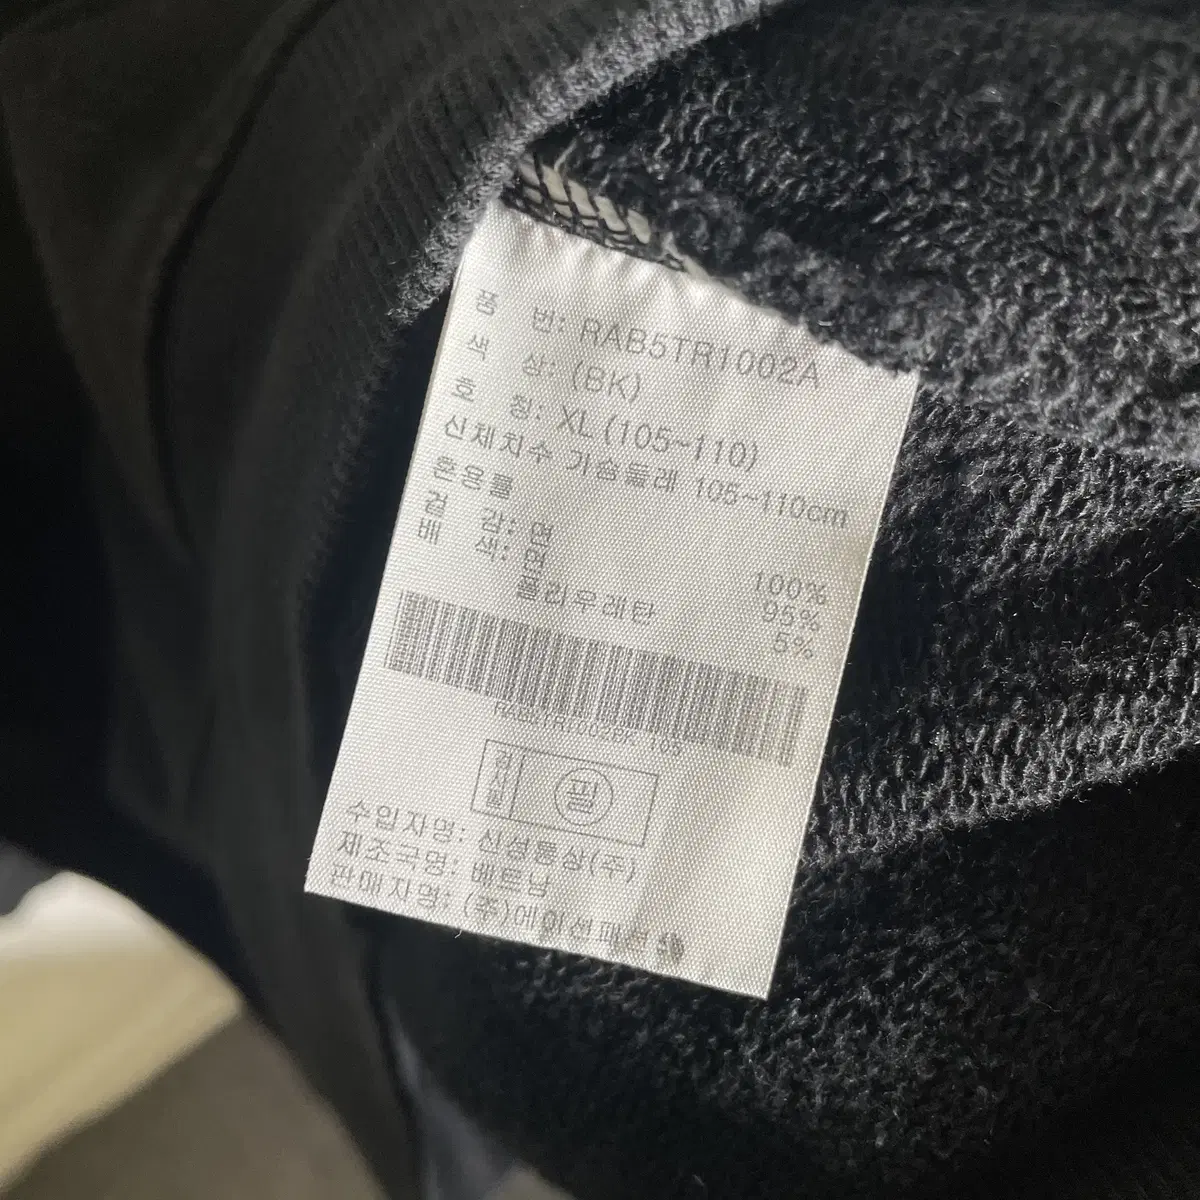 품 번: RAB5TR1002A
색 상: (BK)
호 칭: XL (105~110)
신체치수 가슴둘레 105~110cm
혼용률
겉 감: 면 100%
배 색: 면 95%
폴리우레탄 5%
RAB5TR1002BK 105
필
수입자명: 신성통상(주)
제조국명: 베트남
판매자명: (주)에이션패션